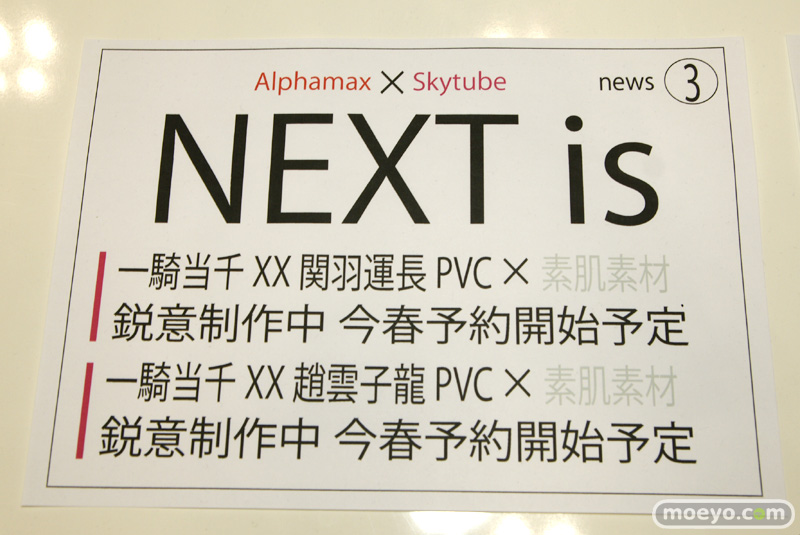 Alphamax × Skytube
news ③
NEXT is
一騎当千 XX 関羽運長 PVC × 素肌素材
鋭意制作中 今春予約開始予定
一騎当千 XX 趙雲子龍 PVC × 素肌素材
鋭意制作中 今春予約開始予定
moeyo.com